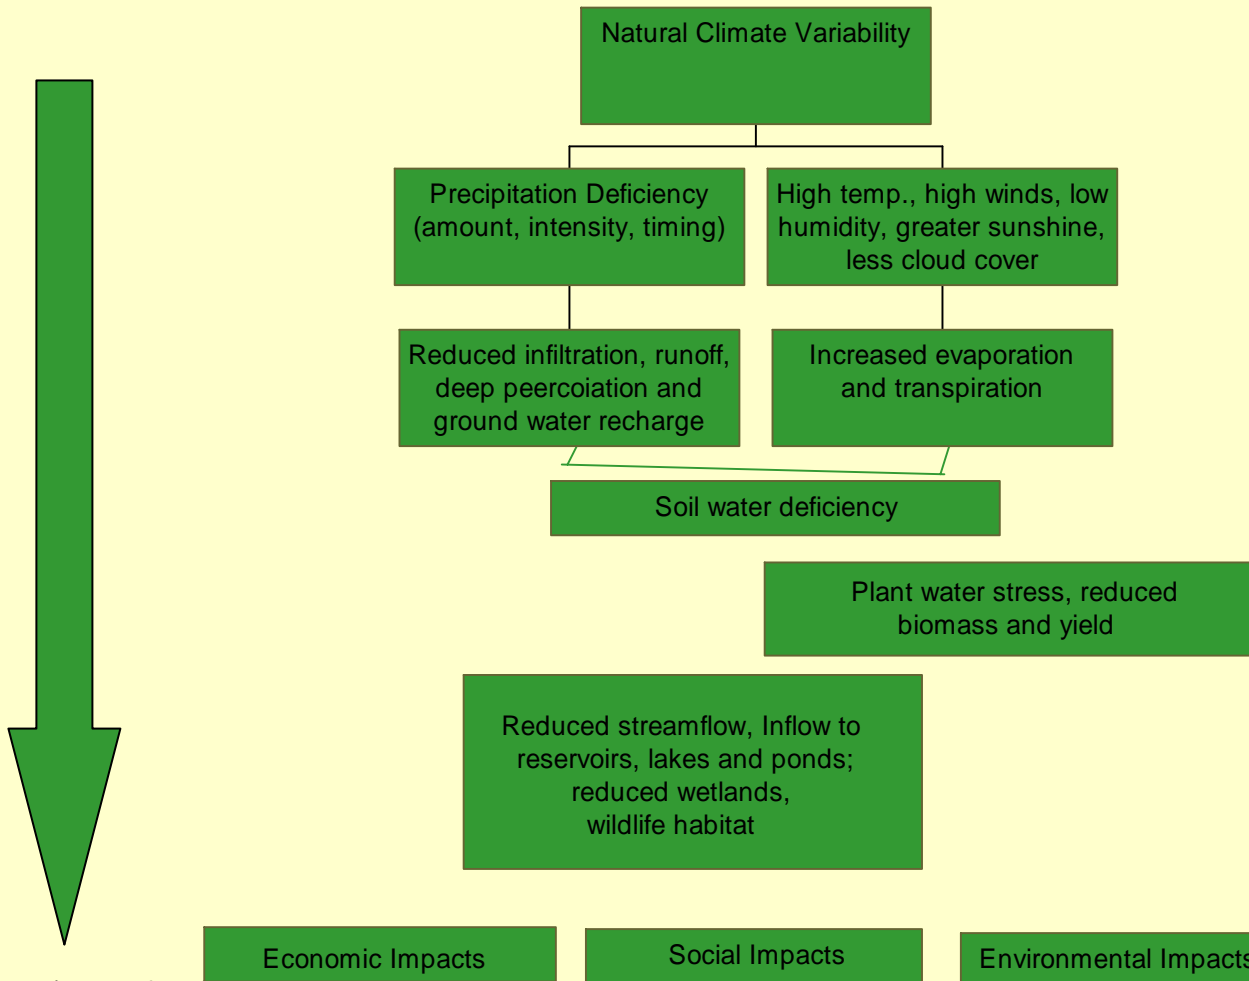 Natural Climate Variability
Precipitation Deficiency
(amount, intensity, timing)
High temp., high winds, low
humidity, greater sunshine,
less cloud cover
Reduced infiltration, runoff,
deep peercoiation and
ground water recharge
Increased evaporation
and transpiration
Soil water deficiency
Plant water stress, reduced
biomass and yield
Reduced streamflow, Inflow to
reservoirs, lakes and ponds;
reduced wetlands,
wildlife habitat
Economic Impacts
Social Impacts
Environmental Impacts